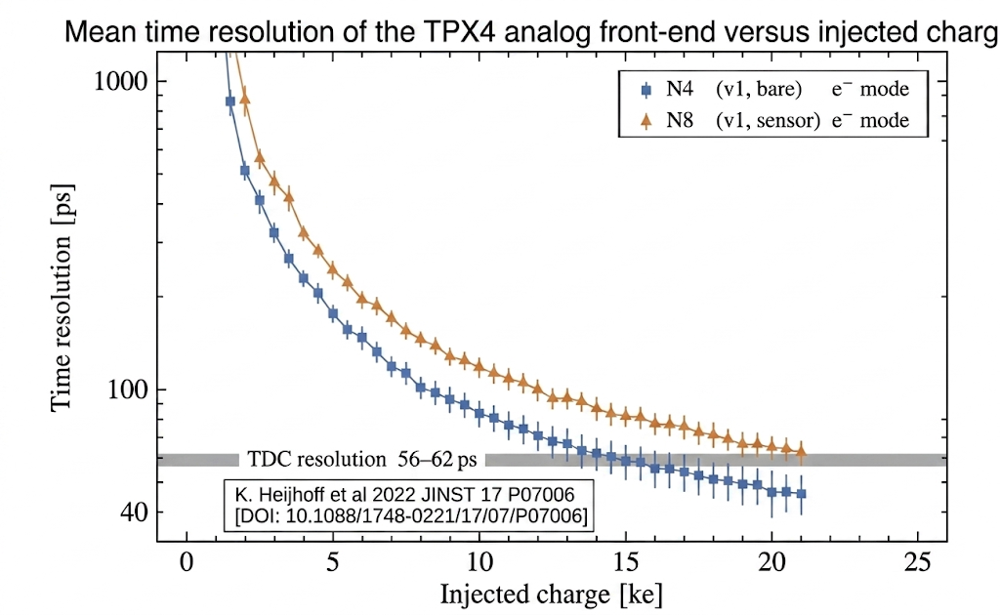 Mean time resolution of the TPX4 analog front-end versus injected charg
1000
100
40
Time resolution [ps]
N4 (v1, bare) e⁻ mode
N8 (v1, sensor) e⁻ mode
TDC resolution 56–62 ps
K. Heijhoff et al 2022 JINST 17 P07006
[DOI: 10.1088/1748-0221/17/07/P07006]
0 5 10 15 20 25
Injected charge [ke]